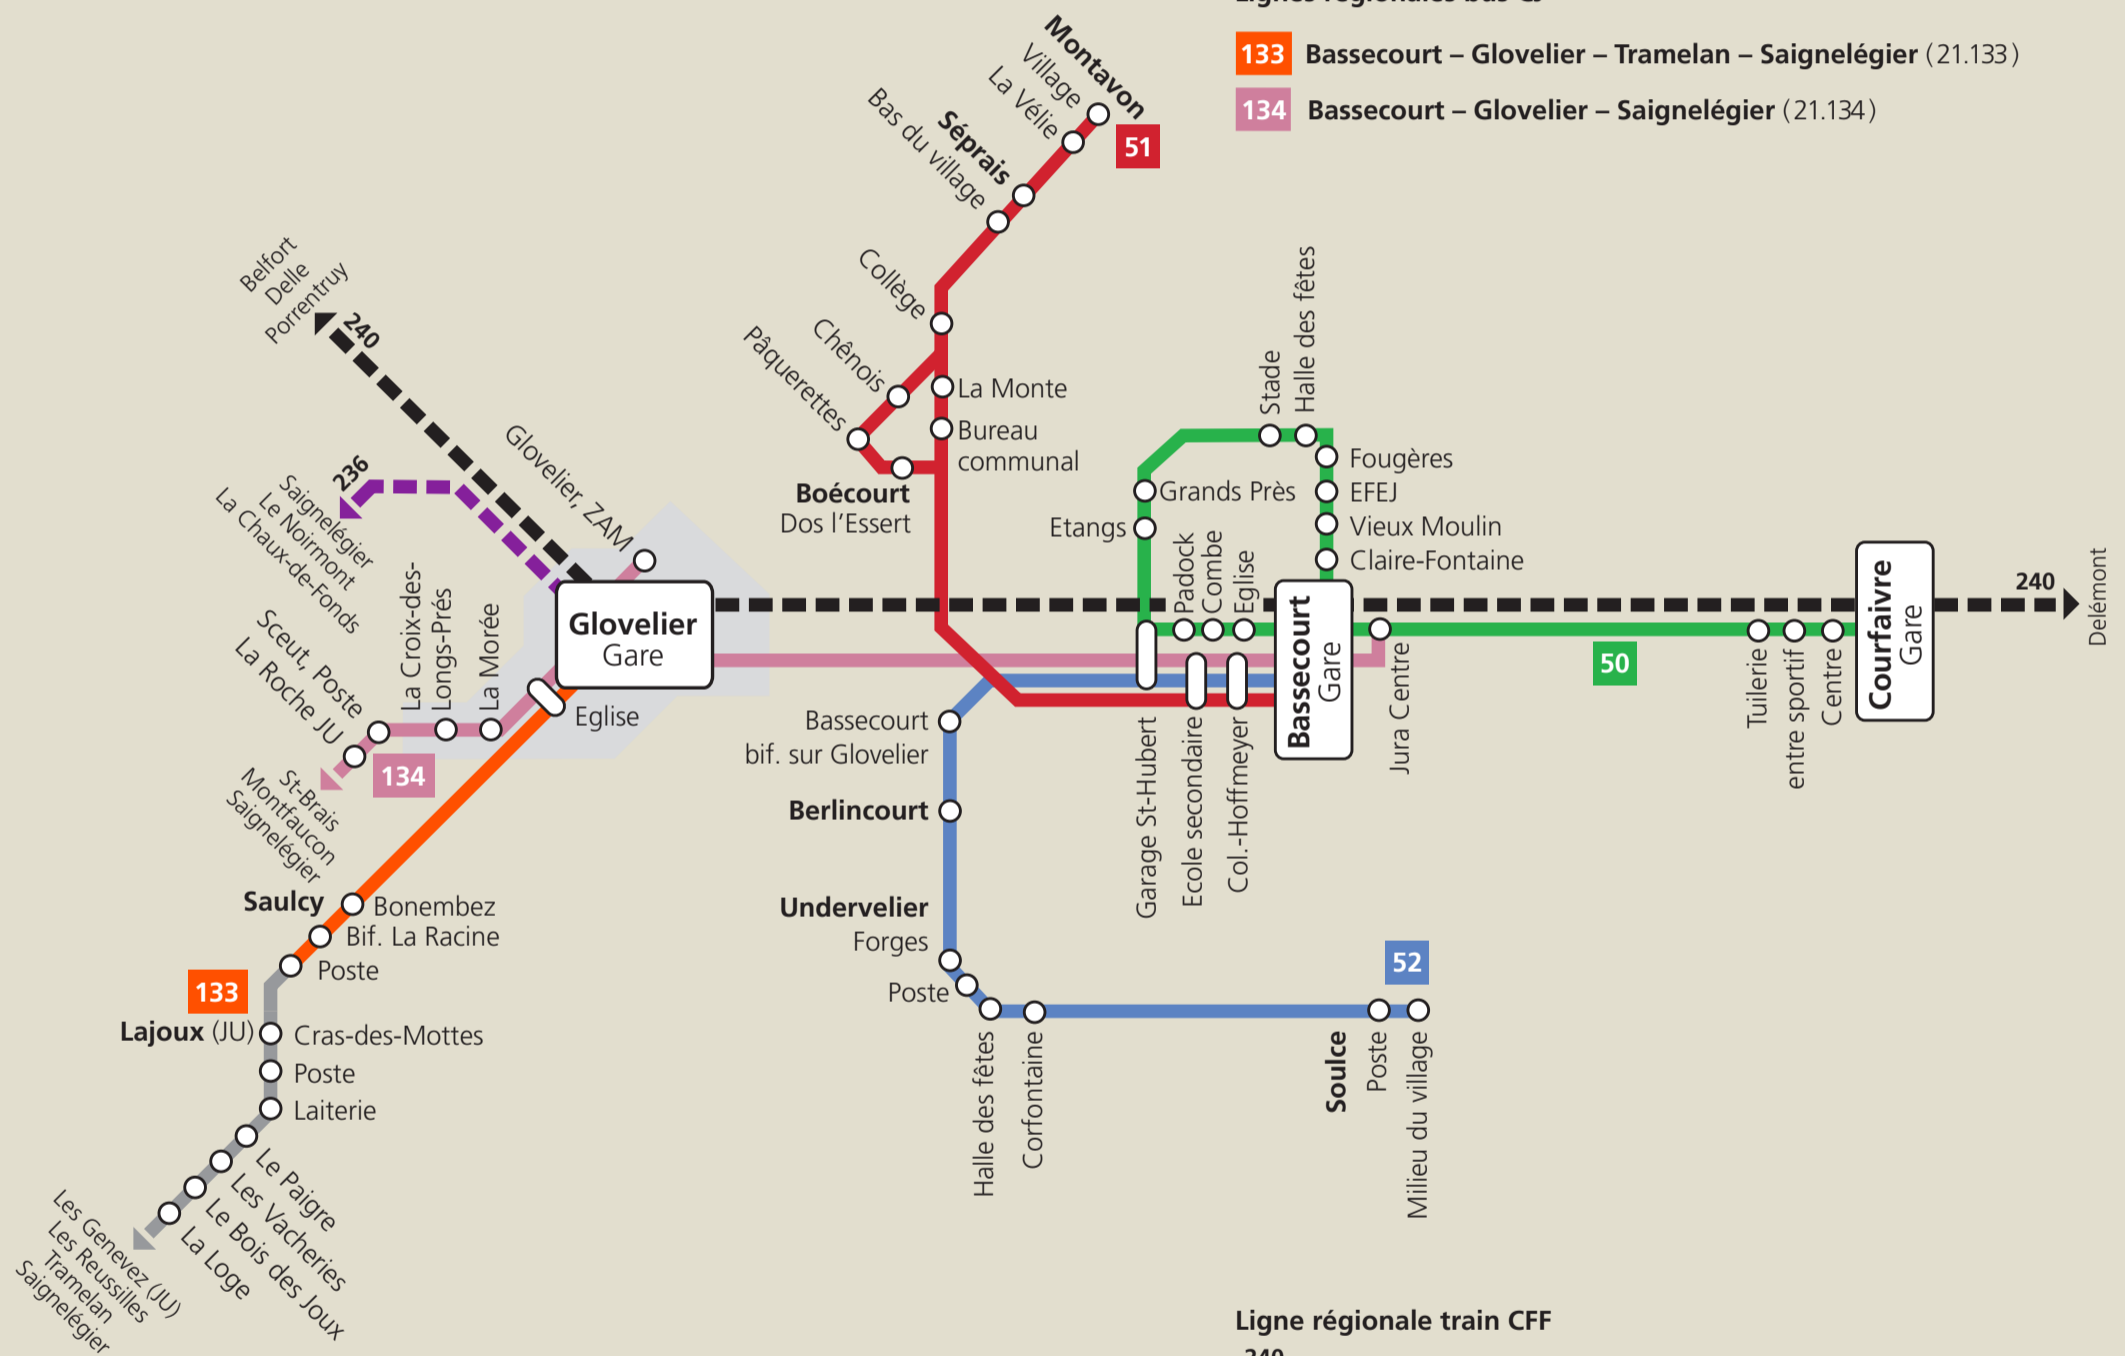 Lignes régionales bus CJ
133 Bassecourt – Glovelier – Tramelan – Saignelégier (21.133)
134 Bassecourt – Glovelier – Saignelégier (21.134)
Montavon
Village
La Vélie
51
Séprais
Bas du village
Collège
Chênois
Pâquerettes
La Monte
Bureau
communal
Boécourt
Dos l'Essert
Belfort
Delle
Porrentruy
240
236
Saignelégier
Le Noirmont
La Chaux-de-Fonds
Glovelier, ZAM
Glovelier
Gare
Eglise
La Croix-des-
Longs-Prés
La Morée
Sceut, Poste
La Roche JU
134
St-Brais
Montfaucon
Saignelégier
Stade
Halle des fêtes
Fougères
EFEJ
Vieux Moulin
Claire-Fontaine
Grands Près
Etangs
Padock
Combe
Eglise
Bassecourt
Gare
Jura Centre
50
Tuilerie
entre sportif
Centre
Courfaivre
Gare
240
Délémont
Garage St-Hubert
Ecole secondaire
Col.-Hoffmeyer
Bassecourt
bif. sur Glovelier
Berlincourt
Undervelier
Forges
Poste
Halle des fêtes
Corfontaine
52
Soulce
Poste
Milieu du village
Saulcy
Bonembez
Bif. La Racine
Poste
133
Lajoux (JU)
Cras-des-Mottes
Poste
Laiterie
Le Paigre
Les Vacheries
Le Bois des Joux
La Loge
Les Genevez (JU)
Les Reussilles
Tramelan
Saignelégier
Ligne régionale train CFF
240